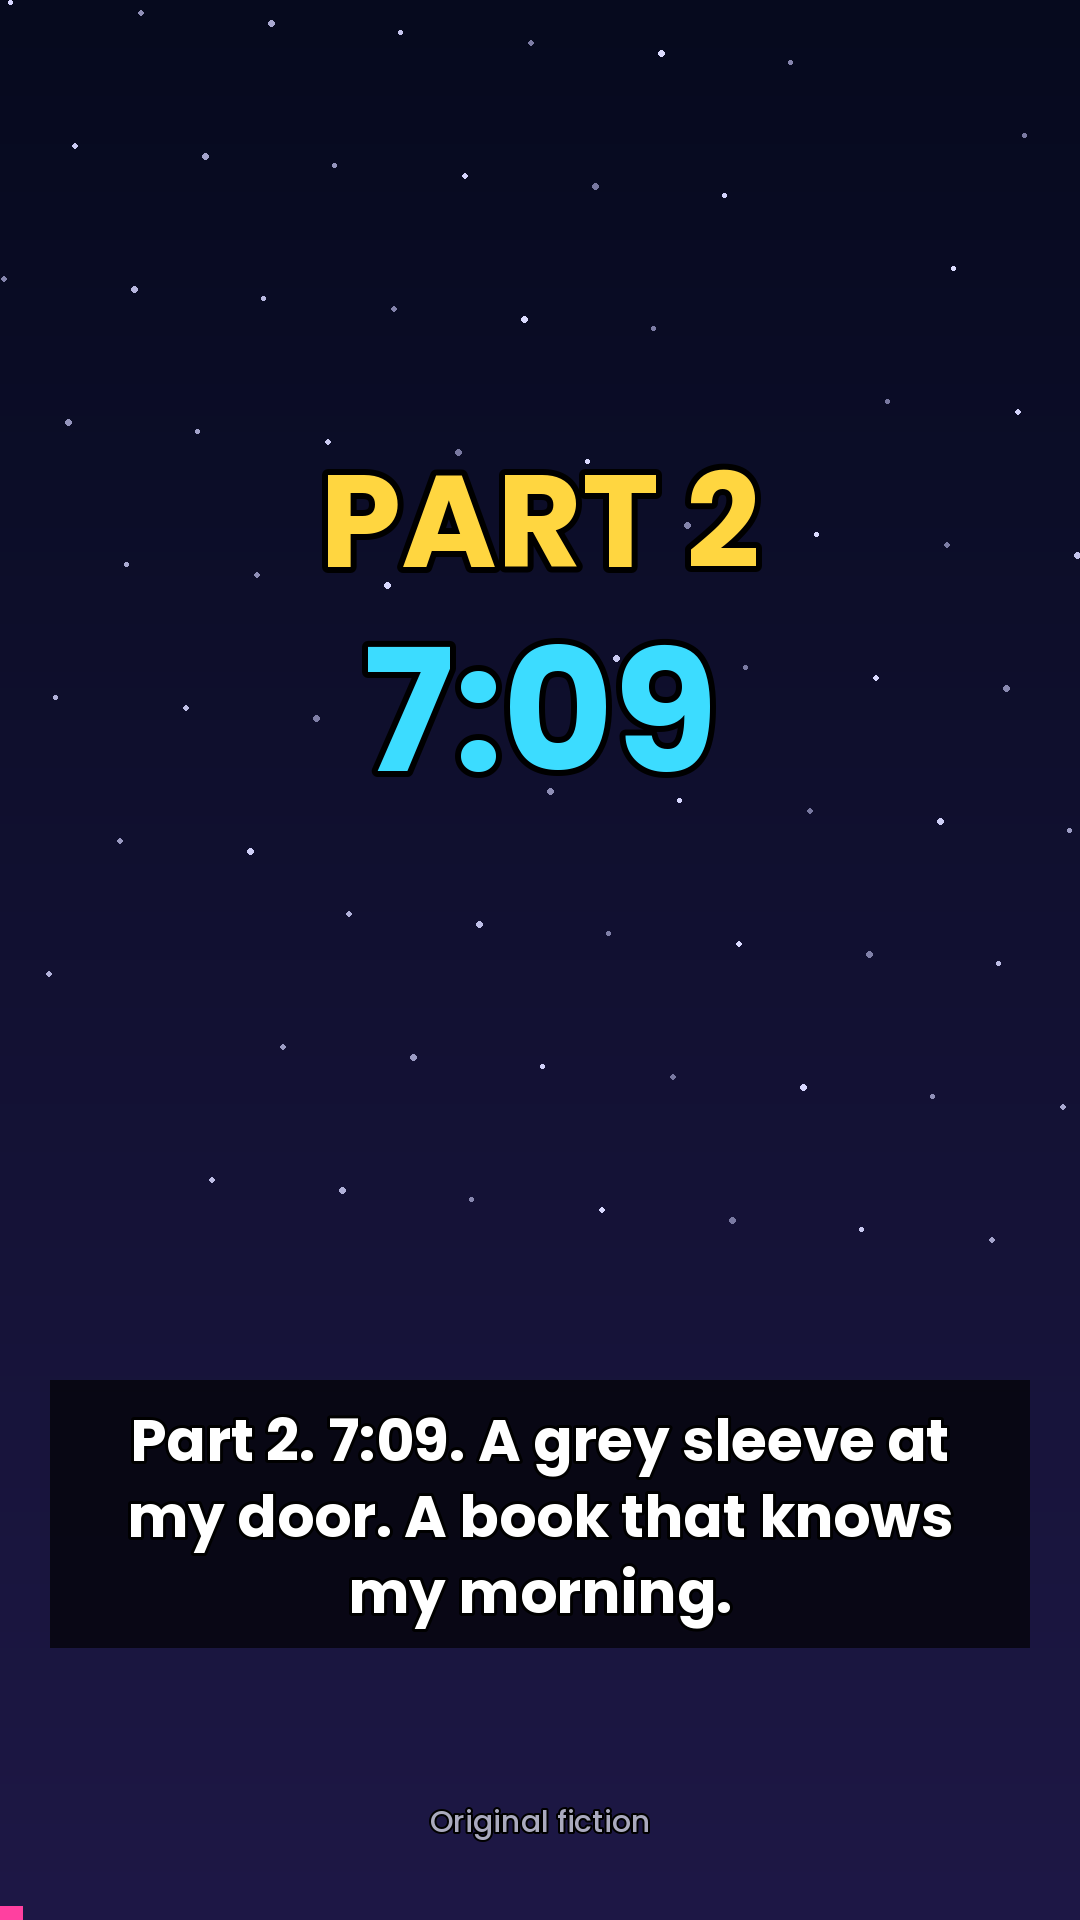 PART 2
7:09
Part 2. 7:09. A grey sleeve at
my door. A book that knows
my morning.
Original fiction